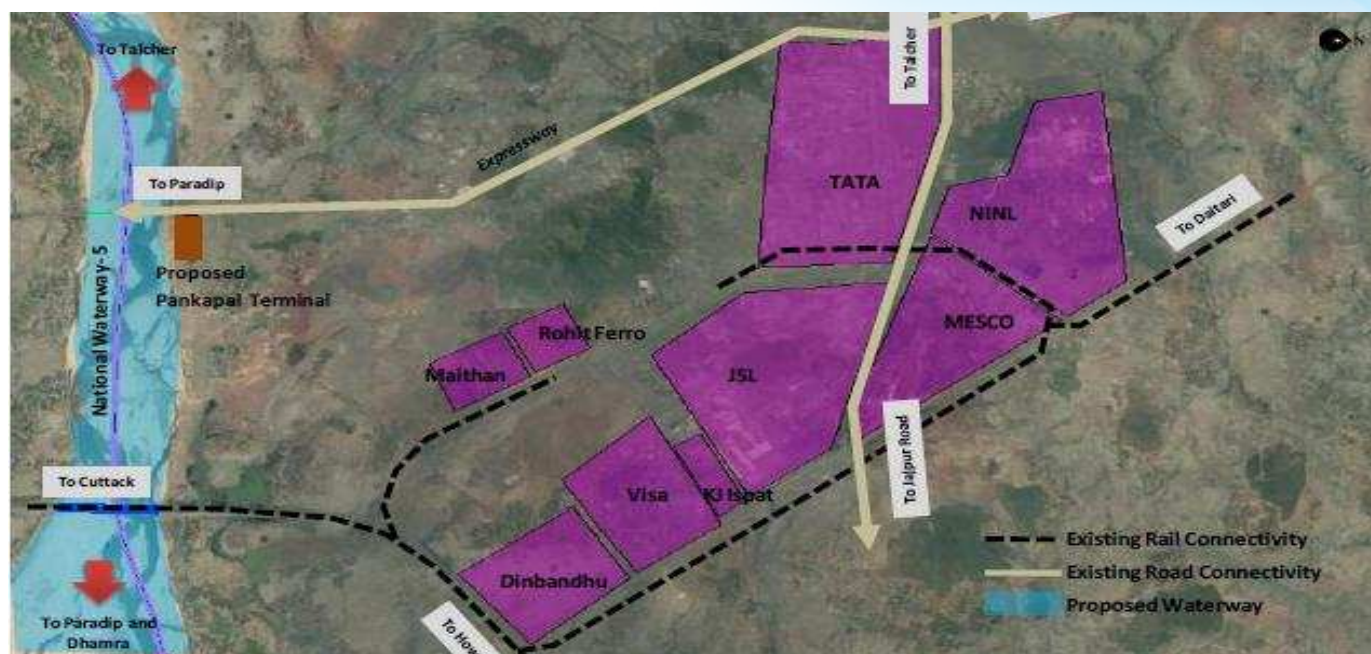 To Talcher
To Talcher
Expressway
To Paradip
TATA
NINL
To Daitari
National Waterway- 5
Proposed
Pankapal Terminal
Rohit Ferro
MESCO
Maithan
JSL
To Jajpur Road
To Cuttack
Visa
KJ Ispat
Existing Rail Connectivity
Existing Road Connectivity
Proposed Waterway
Dinbandhu
To Paradip and
Dhamra